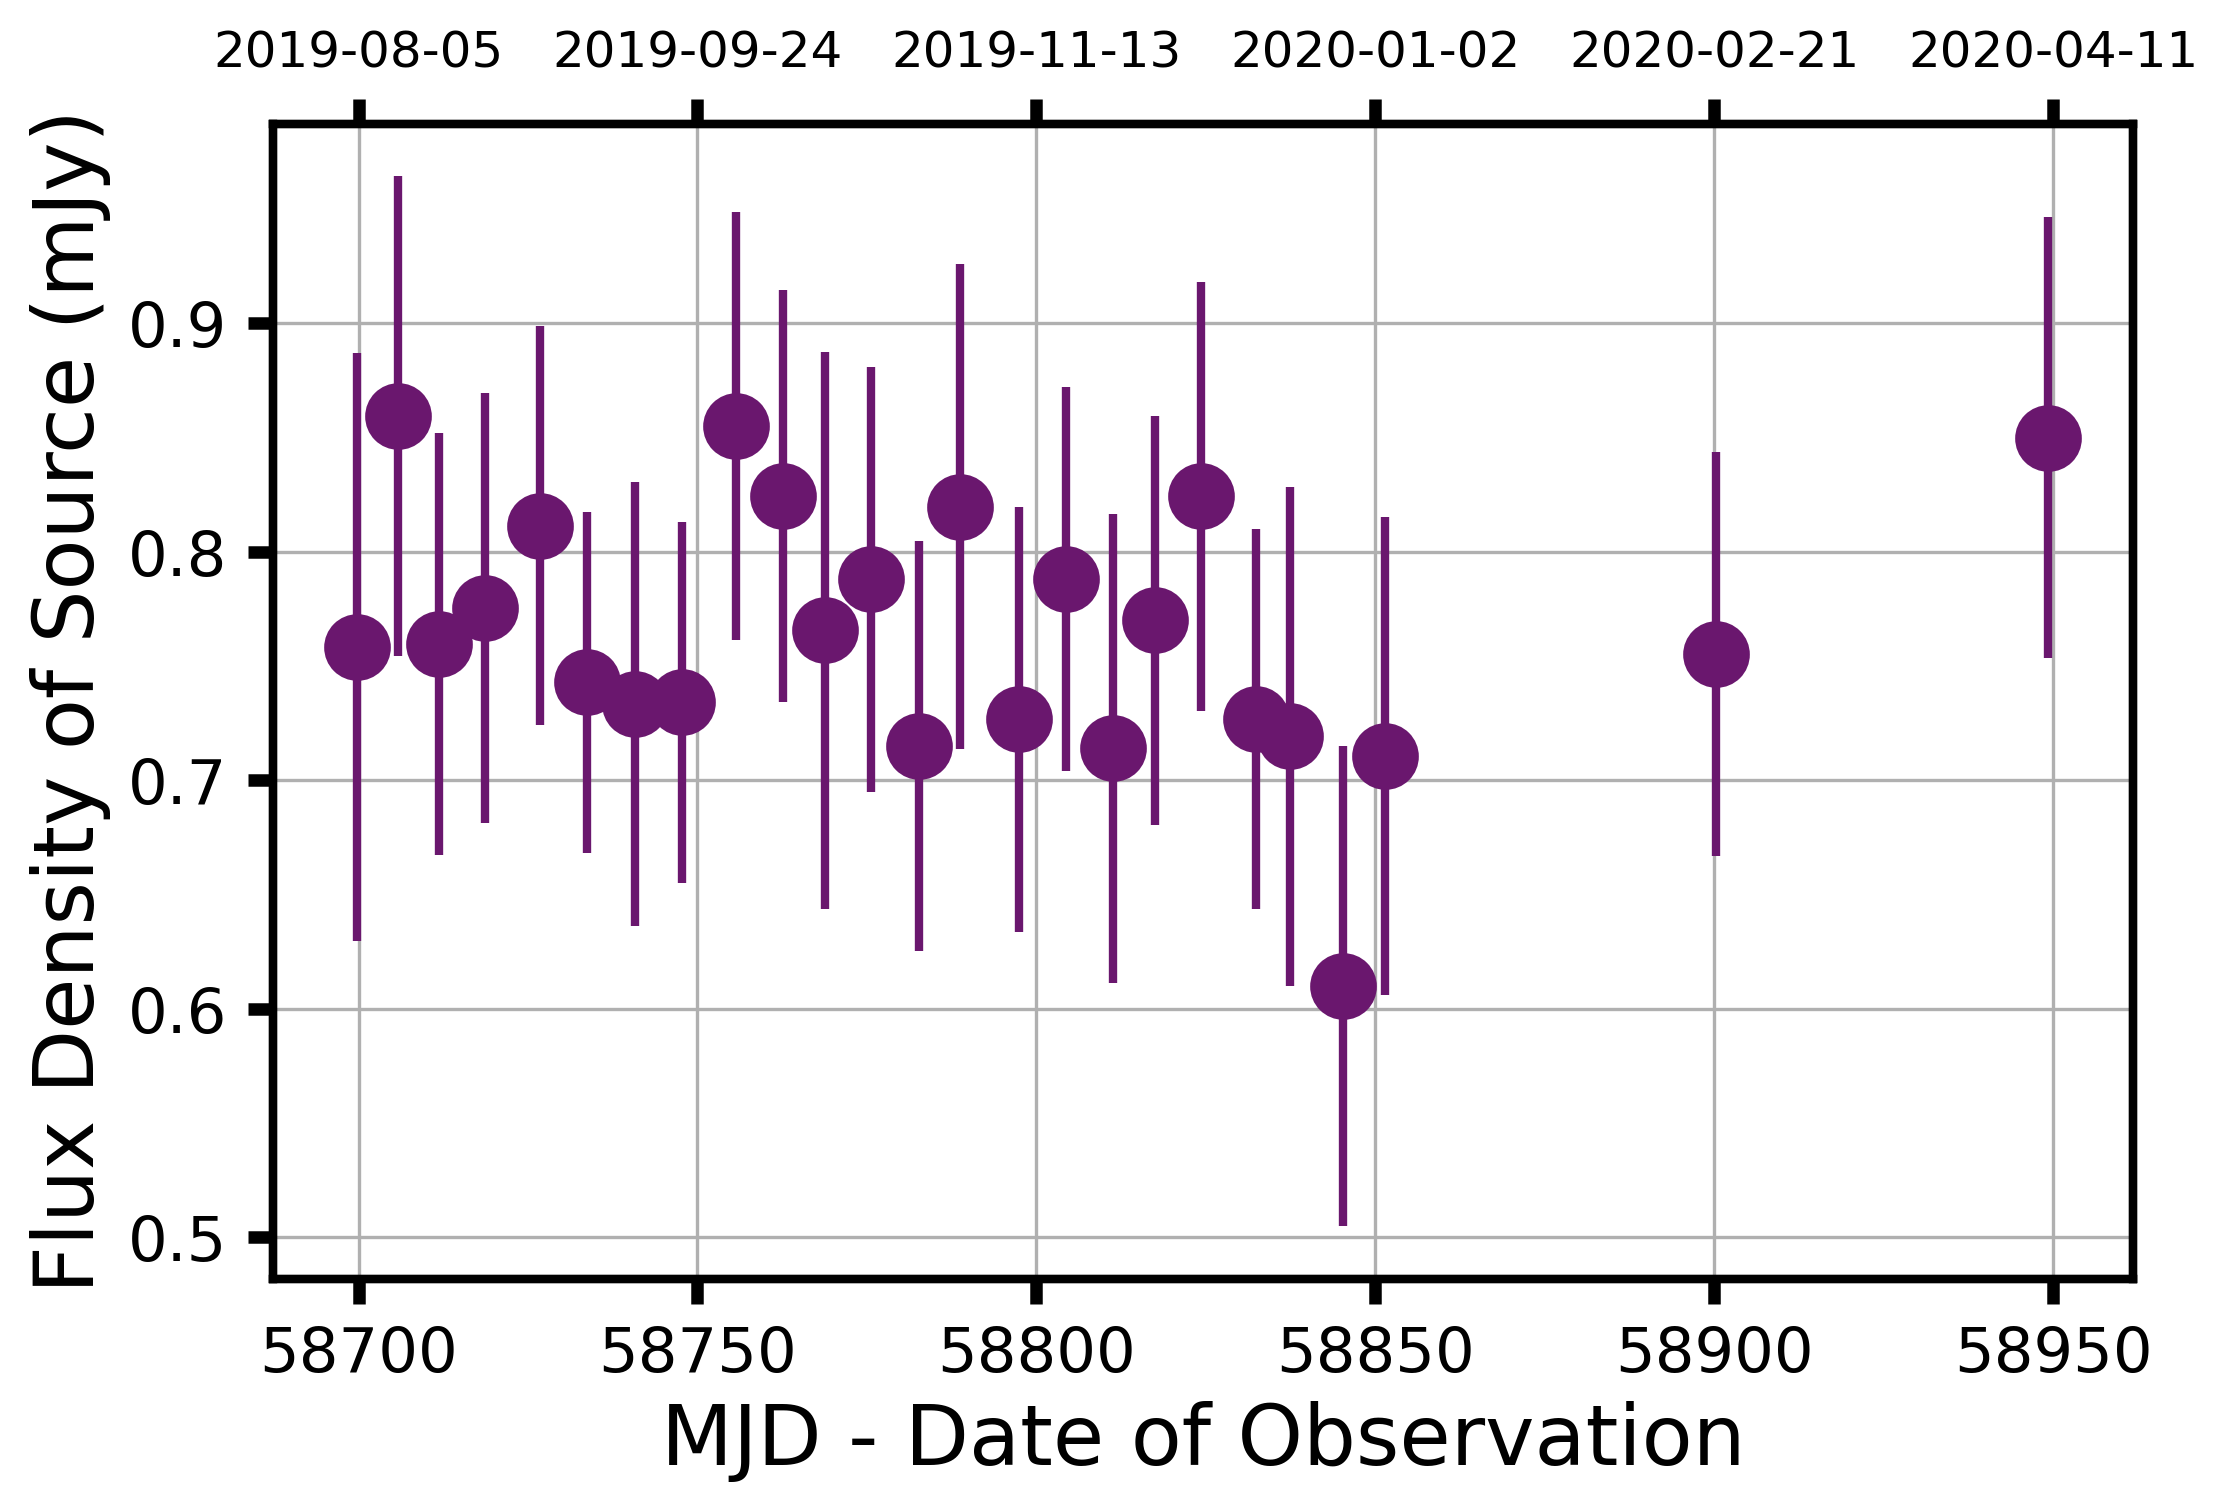 2019-08-05 2019-09-24 2019-11-13 2020-01-02 2020-02-21 2020-04-11
Flux Density of Source (mJy)
0.9
0.8
0.7
0.6
0.5
58700 58750 58800 58850 58900 58950
MJD - Date of Observation